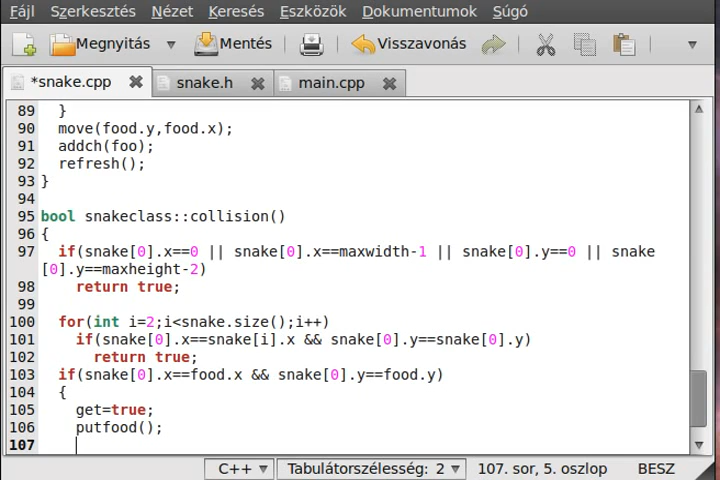 Fájl Szerkesztés Nézet Keresés Eszközök Dokumentumok Súgó
Megnyitás Mentés Visszavonás
*snake.cpp snake.h main.cpp
89 }
90 move(food.y,food.x);
91 addch(foo);
92 refresh();
93 }
94
95 bool snakeclass::collision()
96 {
97 if(snake[0].x==0 || snake[0].x==maxwidth-1 || snake[0].y==0 || snake
[0].y==maxheight-2)
98 return true;
99
100 for(int i=2;i<snake.size();i++)
101 if(snake[0].x==snake[i].x && snake[0].y==snake[0].y)
102 return true;
103 if(snake[0].x==food.x && snake[0].y==food.y)
104 {
105 get=true;
106 putfood();
107
C++ Tabulátorszélesség: 2 107. sor, 5. oszlop BESZ